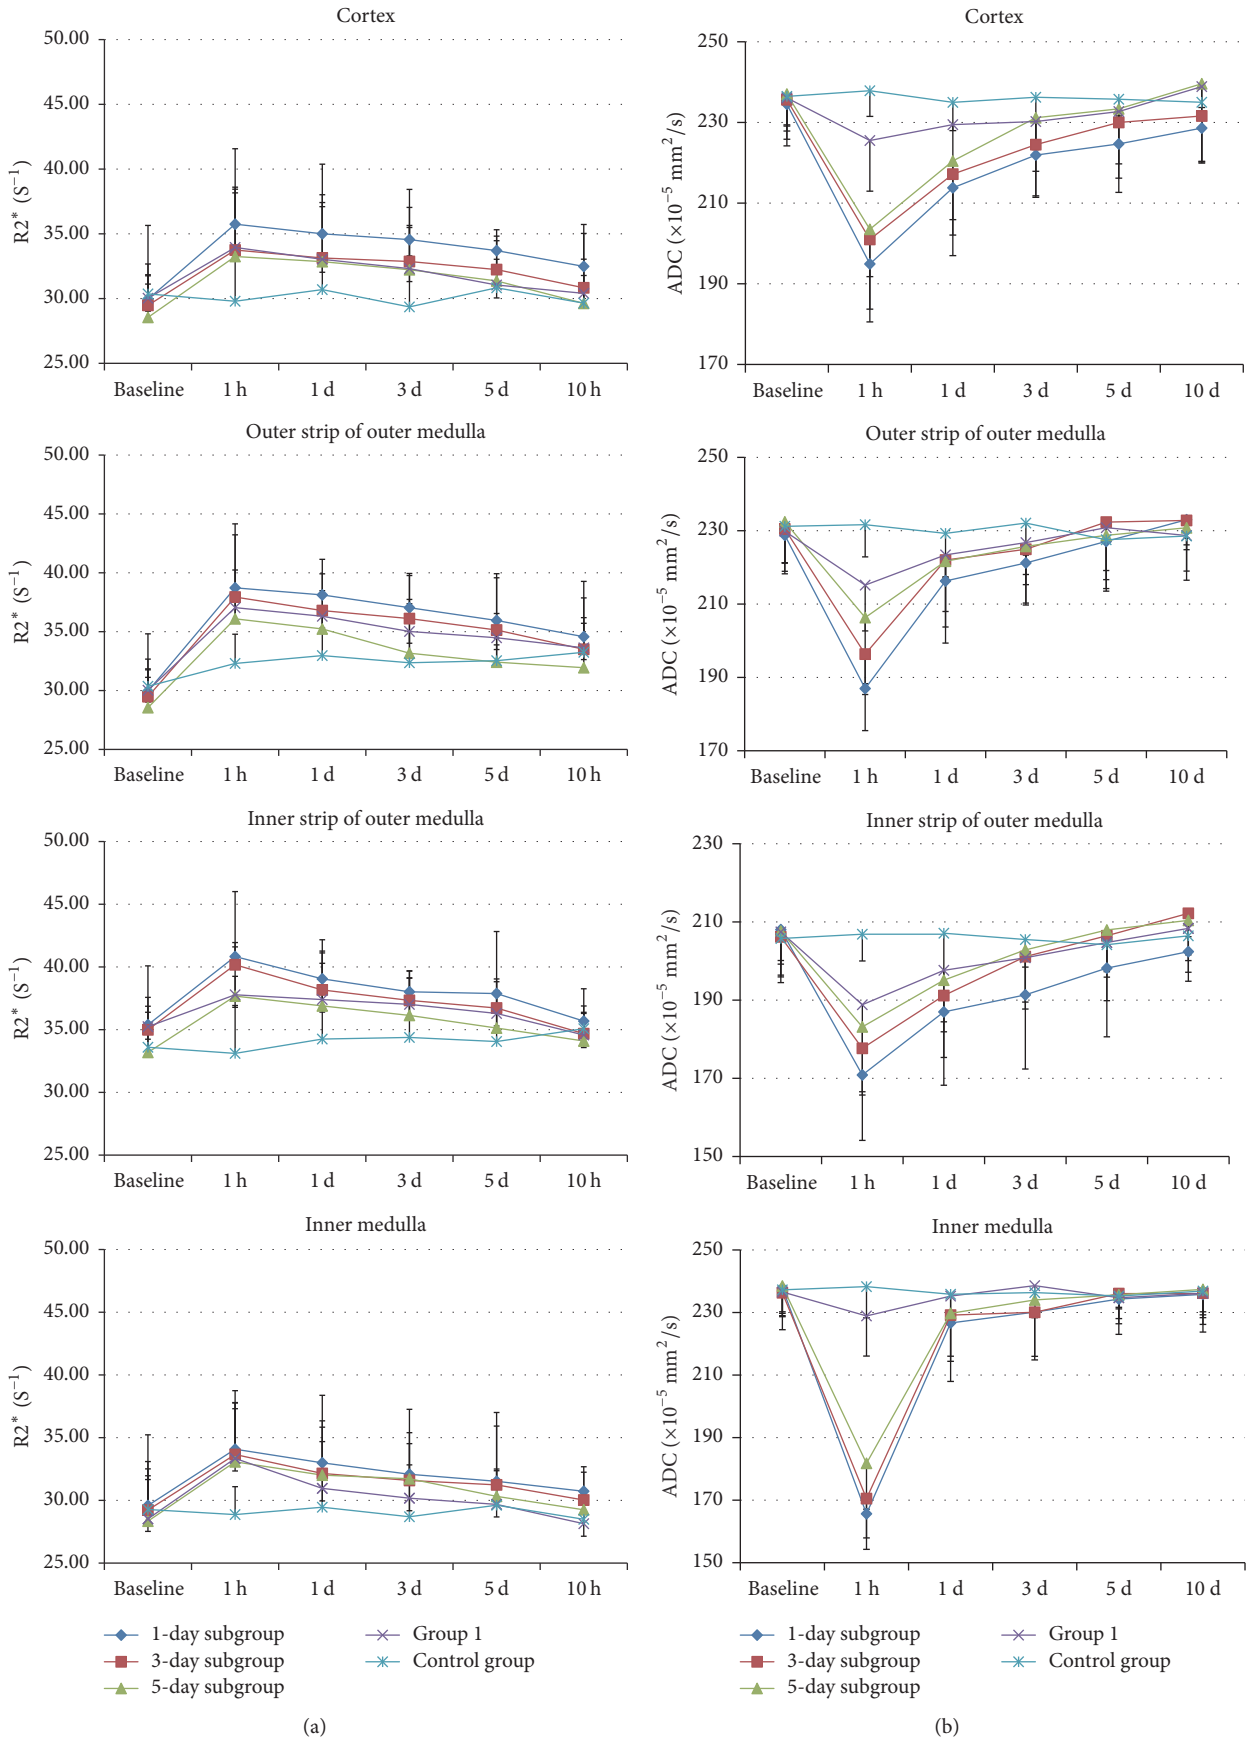 Cortex
50.00
45.00
40.00
35.00
30.00
25.00
R2* (S⁻¹)
Baseline 1 h 1 d 3 d 5 d 10 h
Outer strip of outer medulla
50.00
45.00
40.00
35.00
30.00
25.00
R2* (S⁻¹)
Baseline 1 h 1 d 3 d 5 d 10 h
Inner strip of outer medulla
50.00
45.00
40.00
35.00
30.00
25.00
R2* (S⁻¹)
Baseline 1 h 1 d 3 d 5 d 10 h
Inner medulla
50.00
45.00
40.00
35.00
30.00
25.00
R2* (S⁻¹)
Baseline 1 h 1 d 3 d 5 d 10 h
1-day subgroup
3-day subgroup
5-day subgroup
Group 1
Control group
(a)
Cortex
250
230
210
190
170
ADC (×10⁻⁵ mm²/s)
Baseline 1 h 1 d 3 d 5 d 10 d
Outer strip of outer medulla
250
230
210
190
170
ADC (×10⁻⁵ mm²/s)
Baseline 1 h 1 d 3 d 5 d 10 d
Inner strip of outer medulla
230
210
190
170
150
ADC (×10⁻⁵ mm²/s)
Baseline 1 h 1 d 3 d 5 d 10 d
Inner medulla
250
230
210
190
170
150
ADC (×10⁻⁵ mm²/s)
Baseline 1 h 1 d 3 d 5 d 10 d
1-day subgroup
3-day subgroup
5-day subgroup
Group 1
Control group
(b)